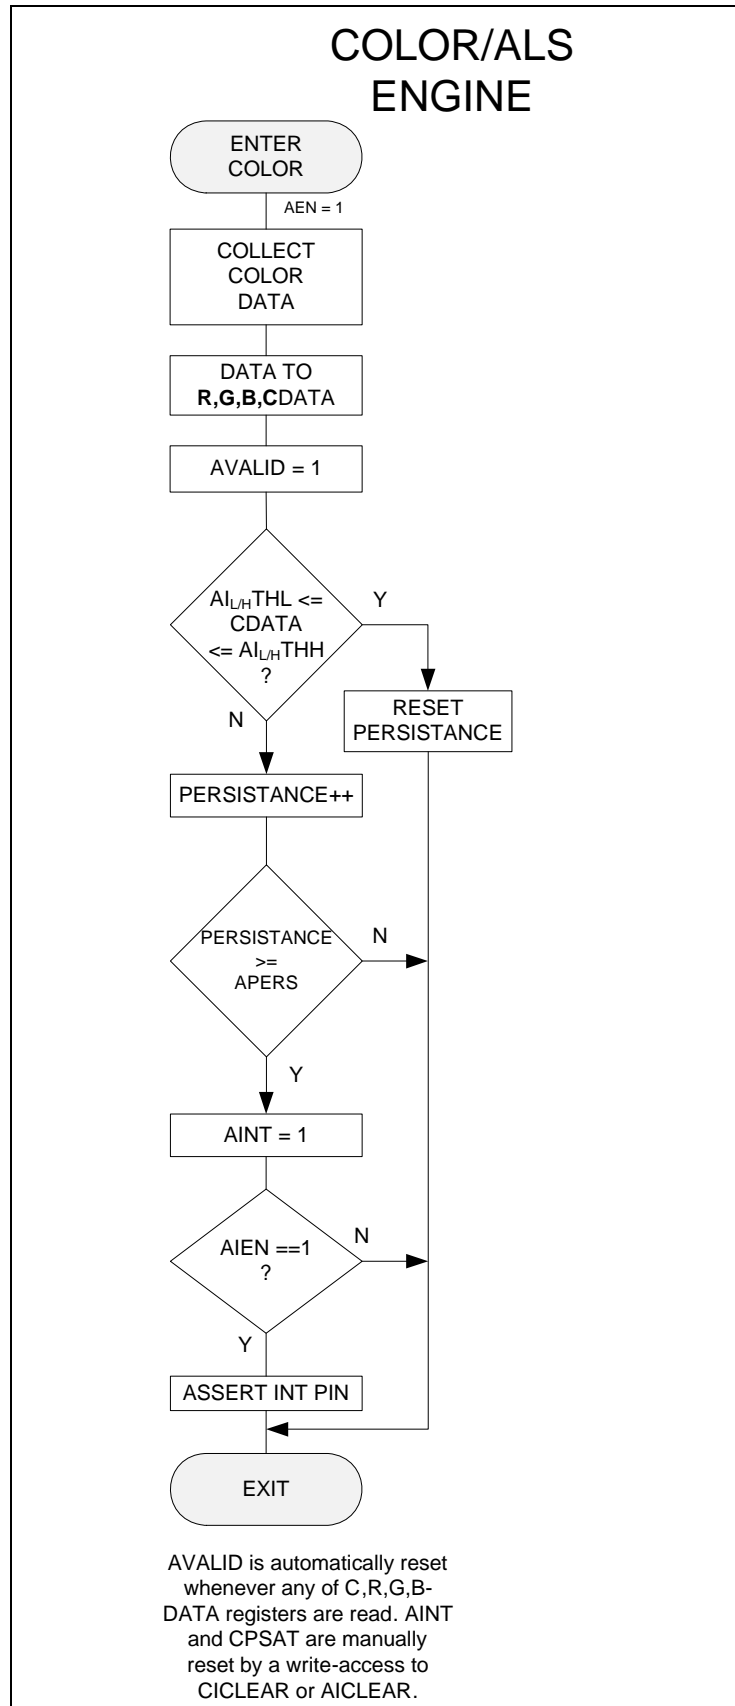 COLOR/ALS
ENGINE
ENTER
COLOR
AEN = 1
COLLECT
COLOR
DATA
DATA TO
R,G,B,CDATA
AVALID = 1
AIL/HTHL <=
CDATA
<= AIL/HTHH
?
Y
N
RESET
PERSISTANCE
PERSISTANCE++
PERSISTANCE
>=
APERS
N
Y
AINT = 1
AIEN ==1
?
N
Y
ASSERT INT PIN
EXIT
AVALID is automatically reset
whenever any of C,R,G,B-
DATA registers are read. AINT
and CPSAT are manually
reset by a write-access to
CICLEAR or AICLEAR.